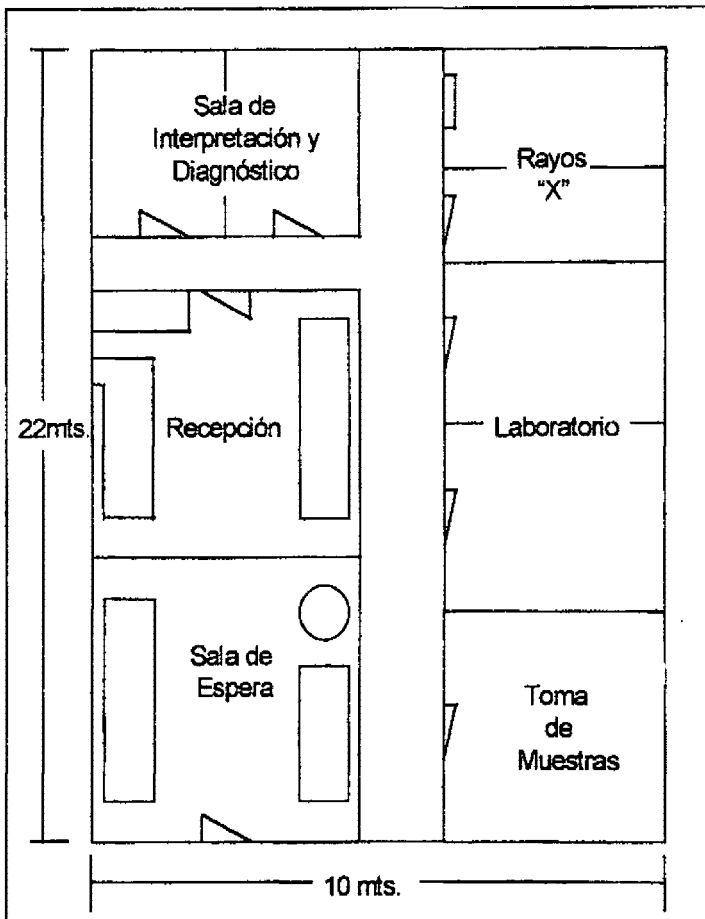 Sala de
Interpretación y
Diagnóstico
Rayos
"X"
22mts.
Recepción
Laboratorio
Sala de
Espera
Toma
de
Muestras
10 mts.